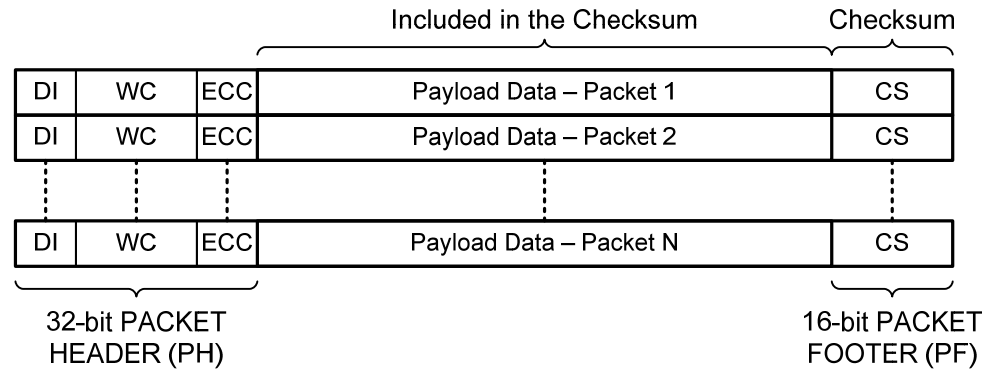 Included in the Checksum Checksum
DI WC ECC Payload Data – Packet 1 CS
DI WC ECC Payload Data – Packet 2 CS
DI WC ECC Payload Data – Packet N CS
32-bit PACKET 16-bit PACKET
HEADER (PH) FOOTER (PF)